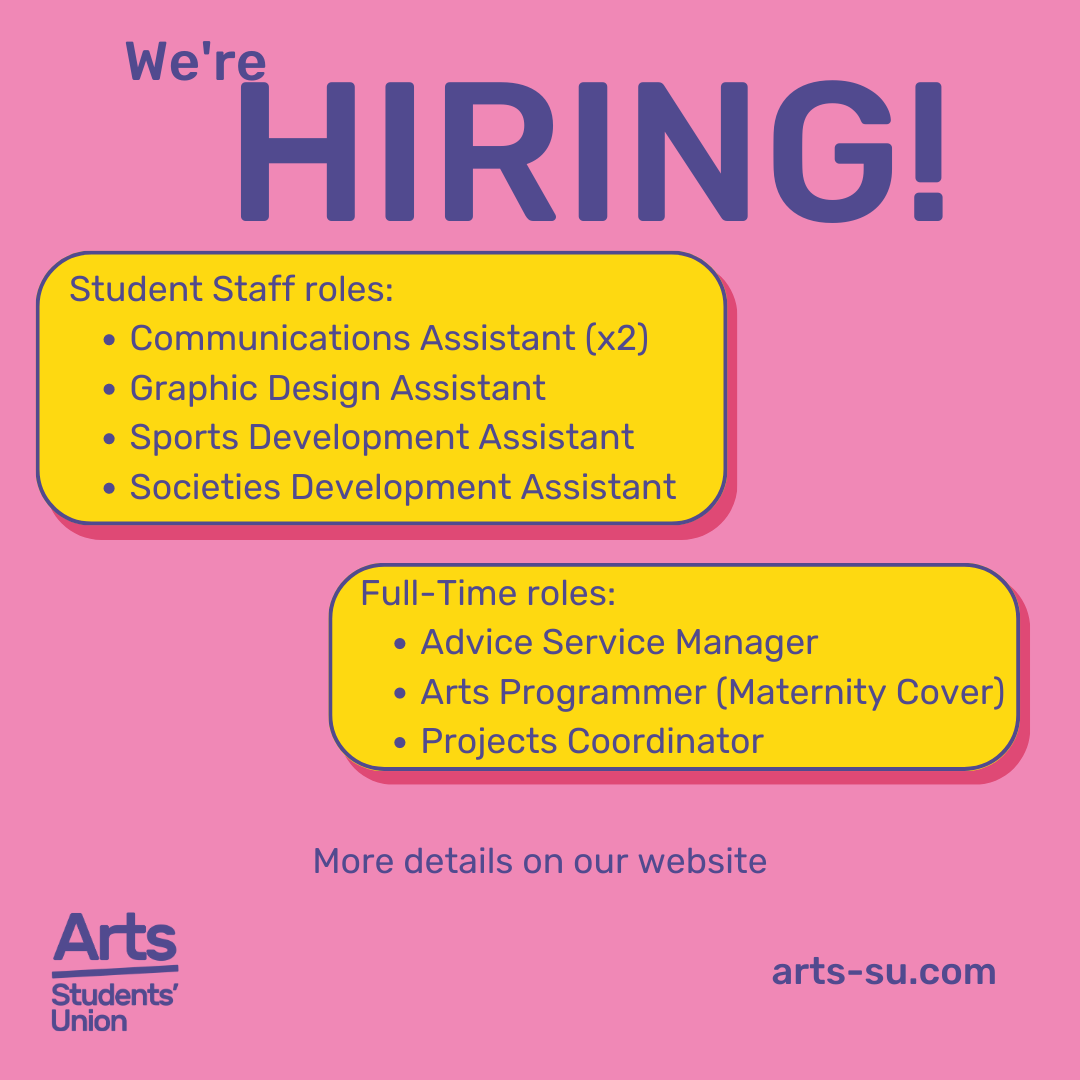 We're
HIRING!
Student Staff roles:
• Communications Assistant (x2)
• Graphic Design Assistant
• Sports Development Assistant
• Societies Development Assistant
Full-Time roles:
• Advice Service Manager
• Arts Programmer (Maternity Cover)
• Projects Coordinator
More details on our website
Arts
Students’
Union
arts-su.com